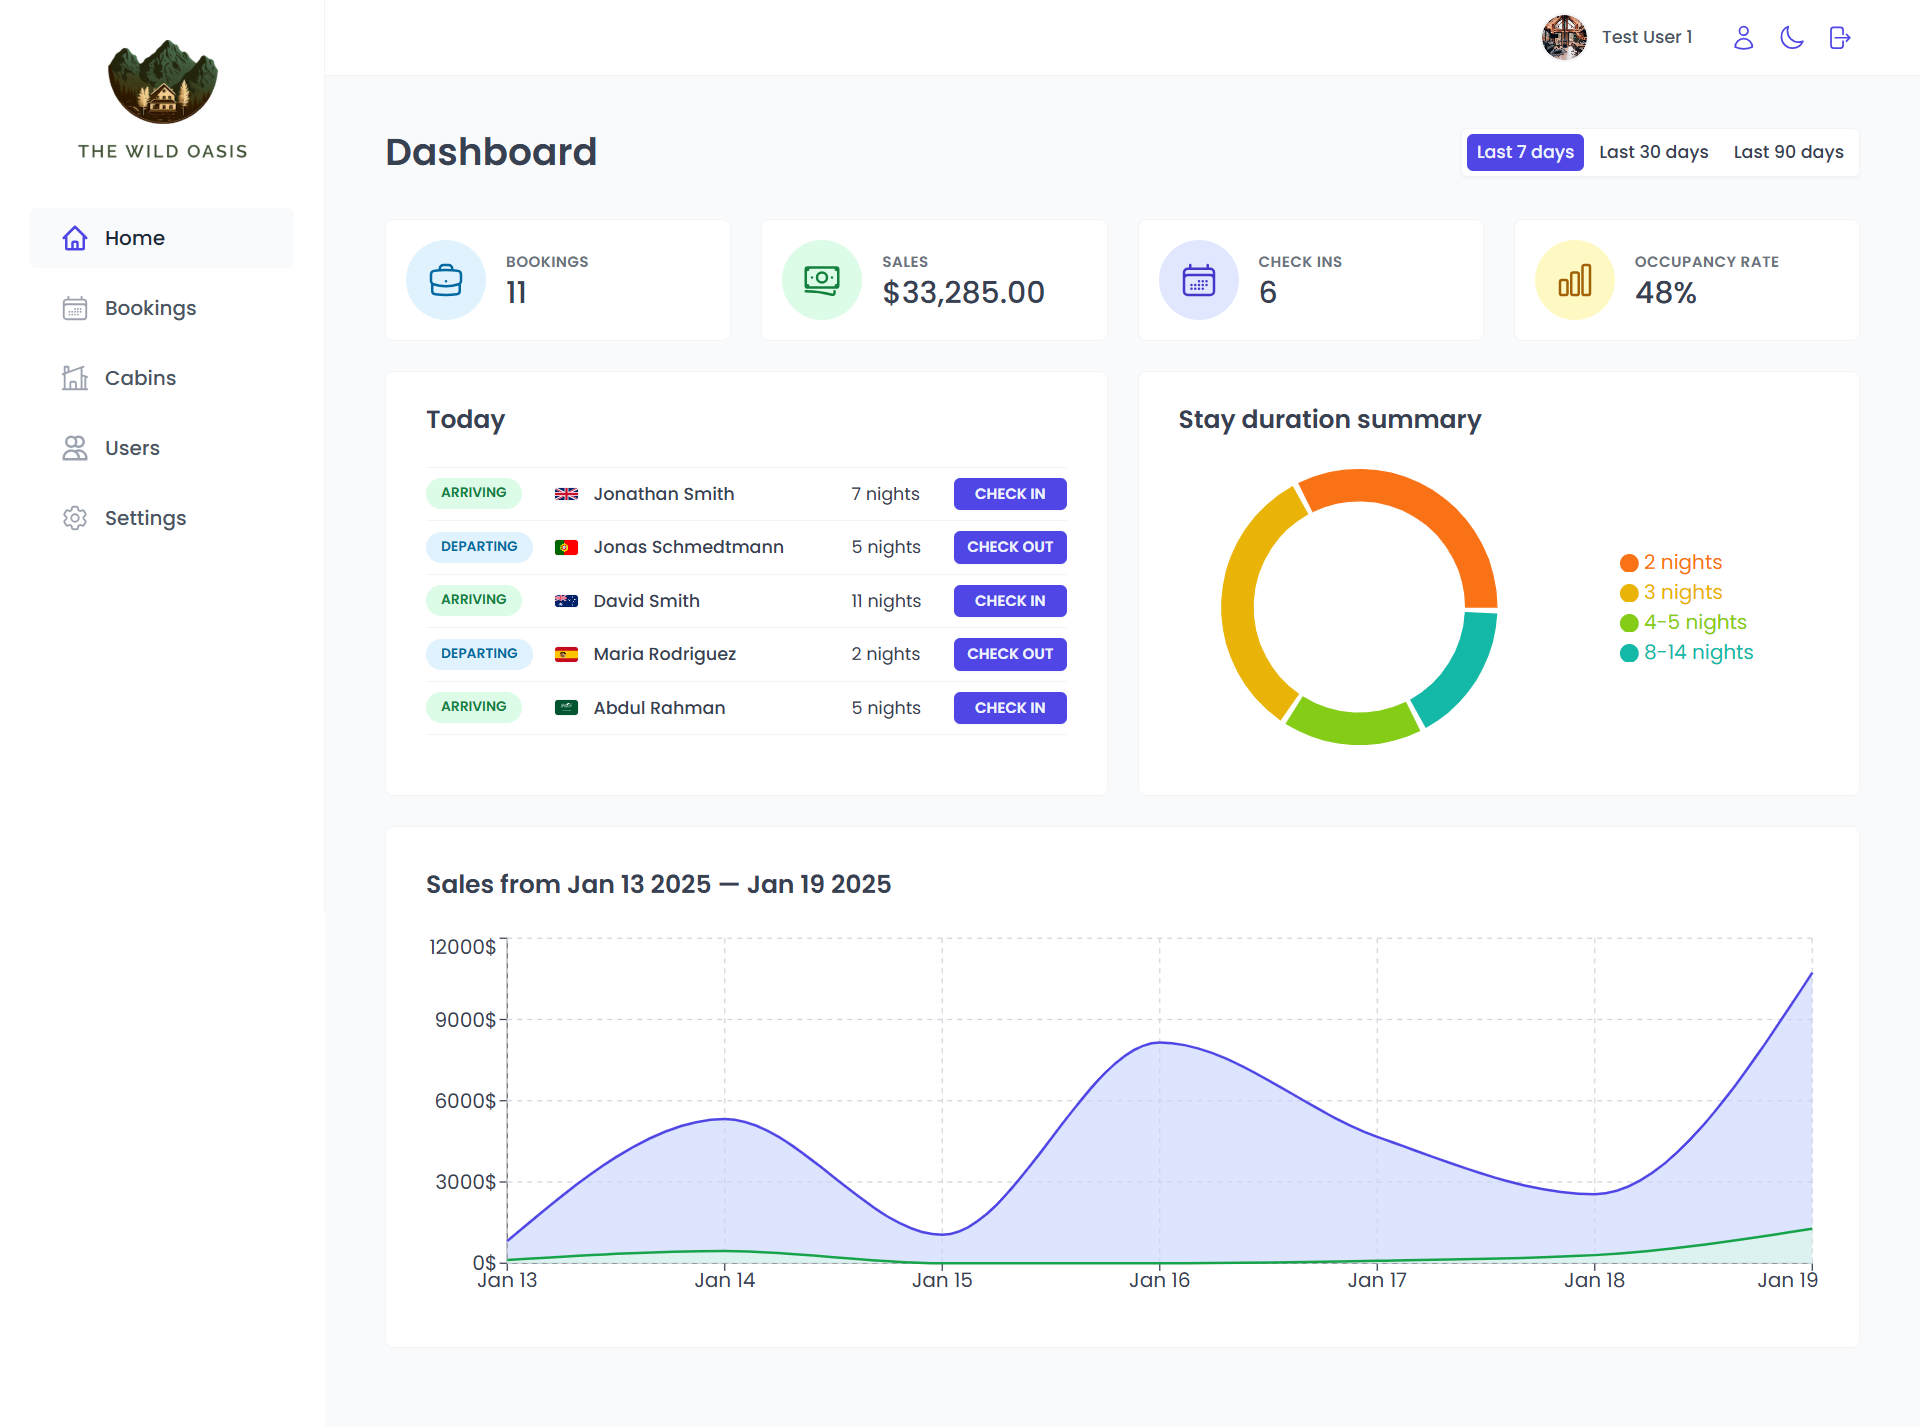 THE WILD OASIS
Home
Bookings
Cabins
Users
Settings
Test User 1
Dashboard
Last 7 days Last 30 days Last 90 days
BOOKINGS
11
SALES
$33,285.00
CHECK INS
6
OCCUPANCY RATE
48%
Today
ARRIVING Jonathan Smith 7 nights CHECK IN
DEPARTING Jonas Schmedtmann 5 nights CHECK OUT
ARRIVING David Smith 11 nights CHECK IN
DEPARTING Maria Rodriguez 2 nights CHECK OUT
ARRIVING Abdul Rahman 5 nights CHECK IN
Stay duration summary
2 nights
3 nights
4-5 nights
8-14 nights
Sales from Jan 13 2025 — Jan 19 2025
12000$
9000$
6000$
3000$
0$
Jan 13 Jan 14 Jan 15 Jan 16 Jan 17 Jan 18 Jan 19